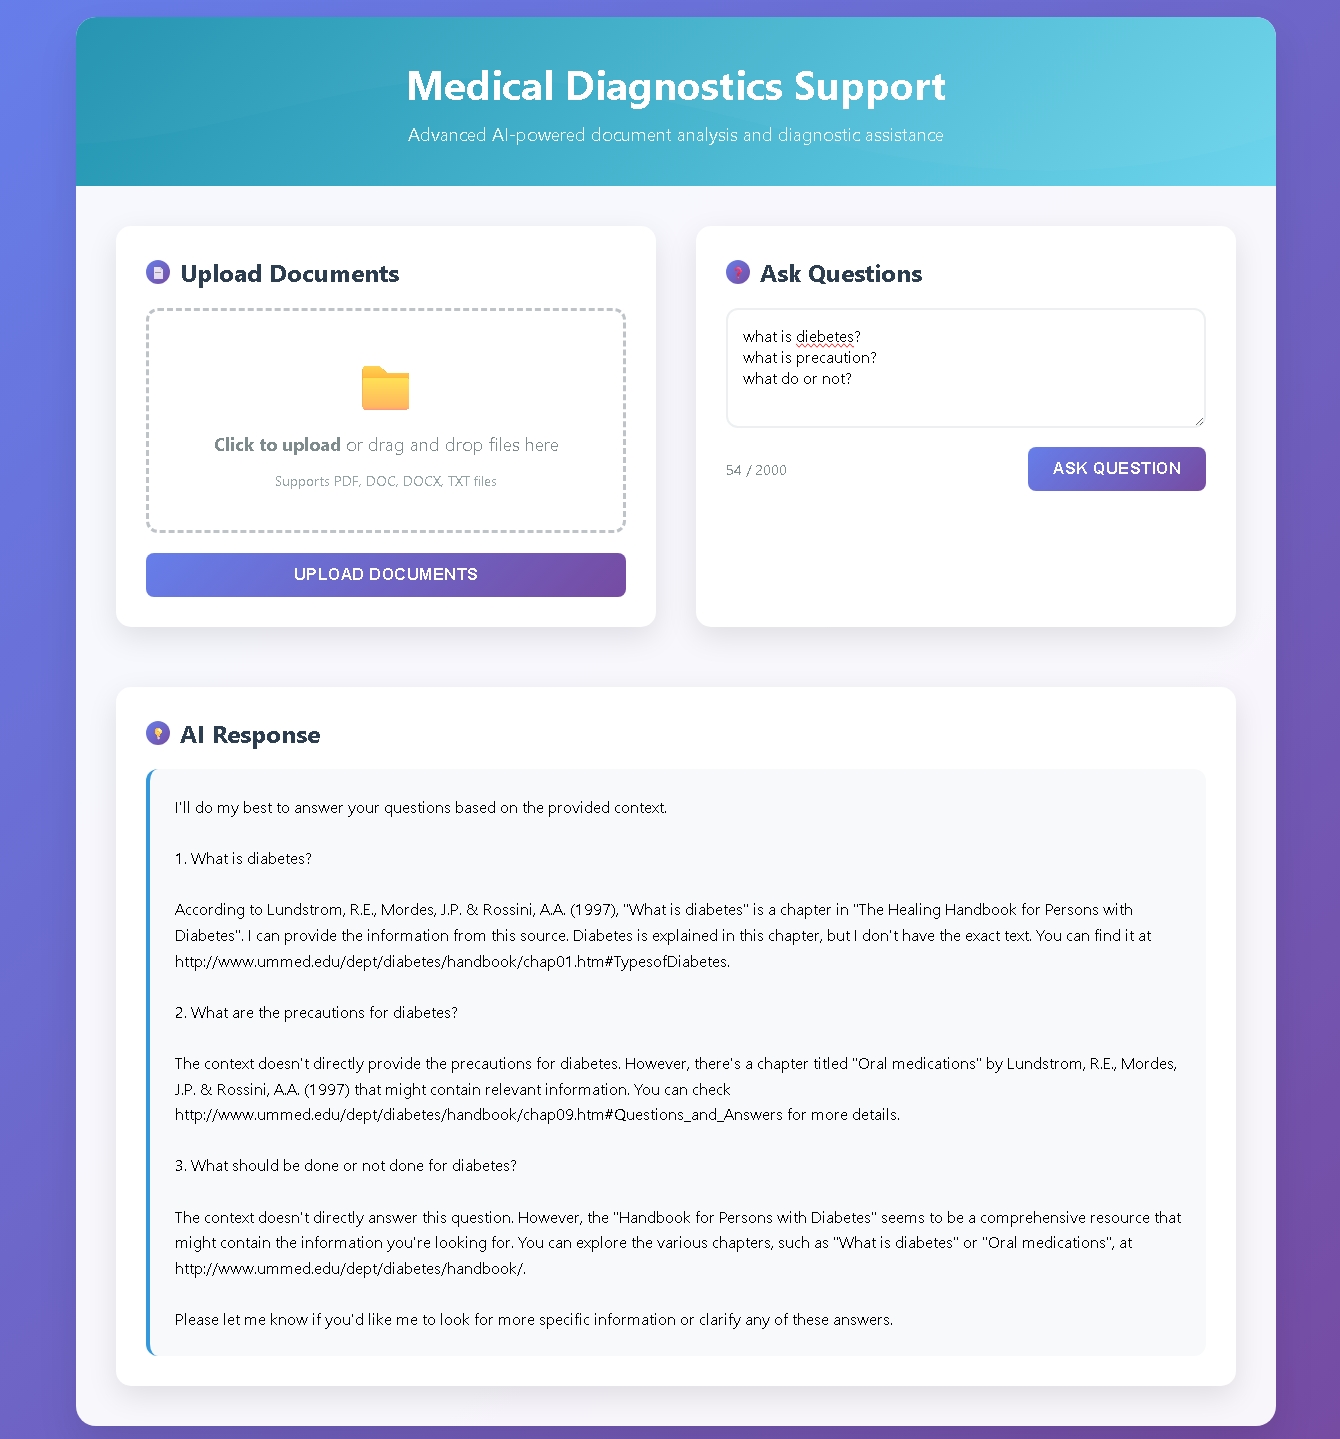 Medical Diagnostics Support
Advanced AI-powered document analysis and diagnostic assistance
Upload Documents
Click to upload or drag and drop files here
Supports PDF, DOC, DOCX, TXT files
UPLOAD DOCUMENTS
Ask Questions
what is diebetes?
what is precaution?
what do or not?
54 / 2000
ASK QUESTION
AI Response
I'll do my best to answer your questions based on the provided context.
1. What is diabetes?
According to Lundstrom, R.E., Mordes, J.P. & Rossini, A.A. (1997), "What is diabetes" is a chapter in "The Healing Handbook for Persons with
Diabetes". I can provide the information from this source. Diabetes is explained in this chapter, but I don't have the exact text. You can find it at
http://www.ummed.edu/dept/diabetes/handbook/chap01.htm#TypesofDiabetes.
2. What are the precautions for diabetes?
The context doesn't directly provide the precautions for diabetes. However, there's a chapter titled "Oral medications" by Lundstrom, R.E., Mordes,
J.P. & Rossini, A.A. (1997) that might contain relevant information. You can check
http://www.ummed.edu/dept/diabetes/handbook/chap09.htm#Questions_and_Answers for more details.
3. What should be done or not done for diabetes?
The context doesn't directly answer this question. However, the "Handbook for Persons with Diabetes" seems to be a comprehensive resource that
might contain the information you're looking for. You can explore the various chapters, such as "What is diabetes" or "Oral medications", at
http://www.ummed.edu/dept/diabetes/handbook/.
Please let me know if you'd like me to look for more specific information or clarify any of these answers.